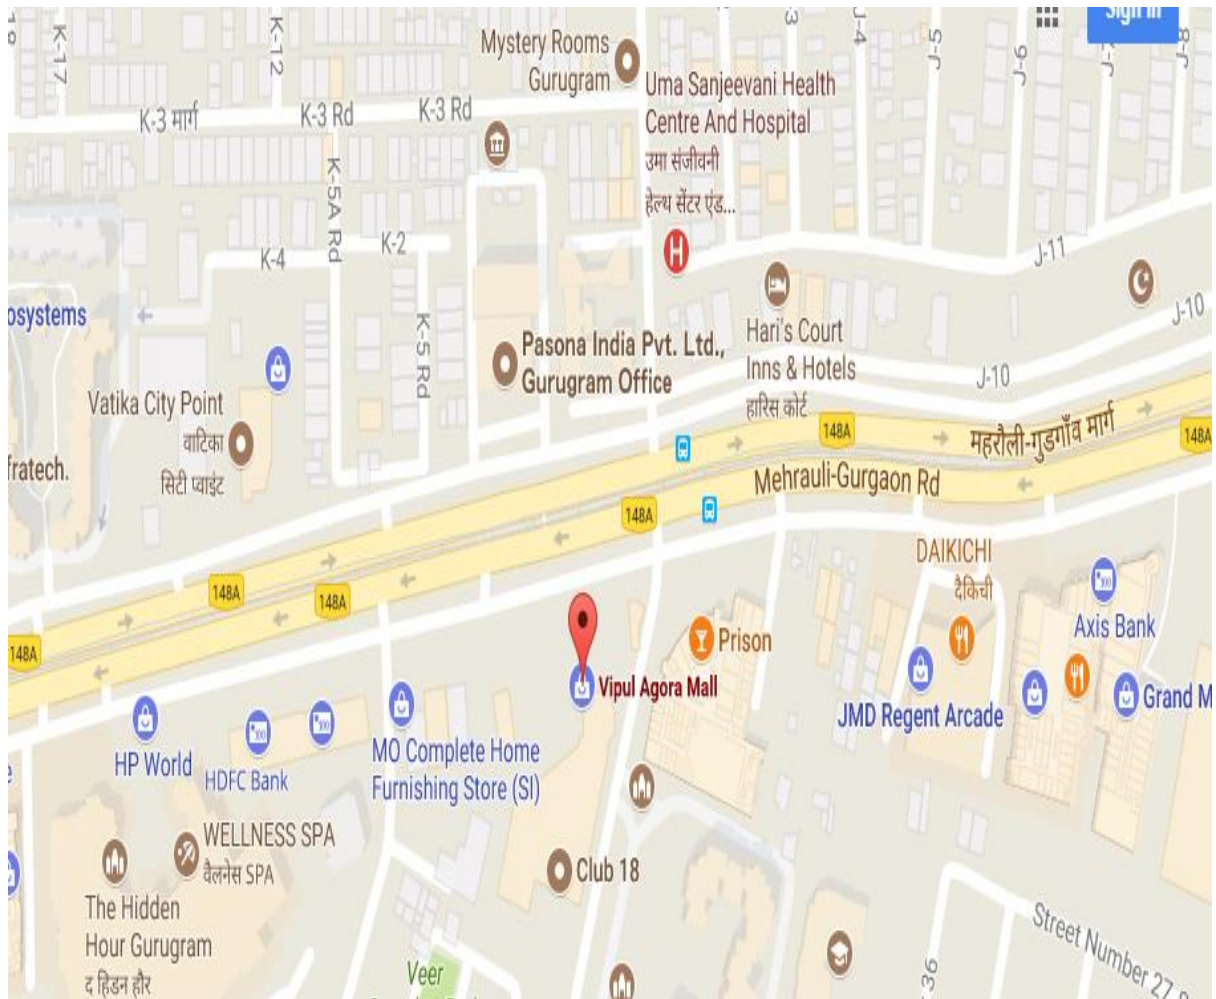 Sign in
K-17
K-12
J-4
J-5
J-6
J-8
Mystery Rooms
Gurugram
Uma Sanjeevani Health
Centre And Hospital
उमा संजीवनी
हेल्थ सेंटर एंड...
K-3 मार्ग
K-3 Rd
K-3 Rd
K-5A Rd
K-2
K-4
J-11
J-10
osystems
K-5 Rd
Pasona India Pvt. Ltd.,
Gurugram Office
Hari's Court
Inns & Hotels
हारिस कोर्ट
J-10
Vatika City Point
वाटिका
सिटी प्वाइंट
fratech.
148A
महरौली-गुडगाँव मार्ग
148A
Mehrauli-Gurgaon Rd
148A
DAIKICHI
दैकिची
148A
148A
148A
Axis Bank
Prison
Vipul Agora Mall
JMD Regent Arcade
Grand M
HP World
HDFC Bank
MO Complete Home
Furnishing Store (SI)
WELLNESS SPA
वैलनेस SPA
Club 18
The Hidden
Hour Gurugram
द हिडन हौर
Veer
Street Number 27
36